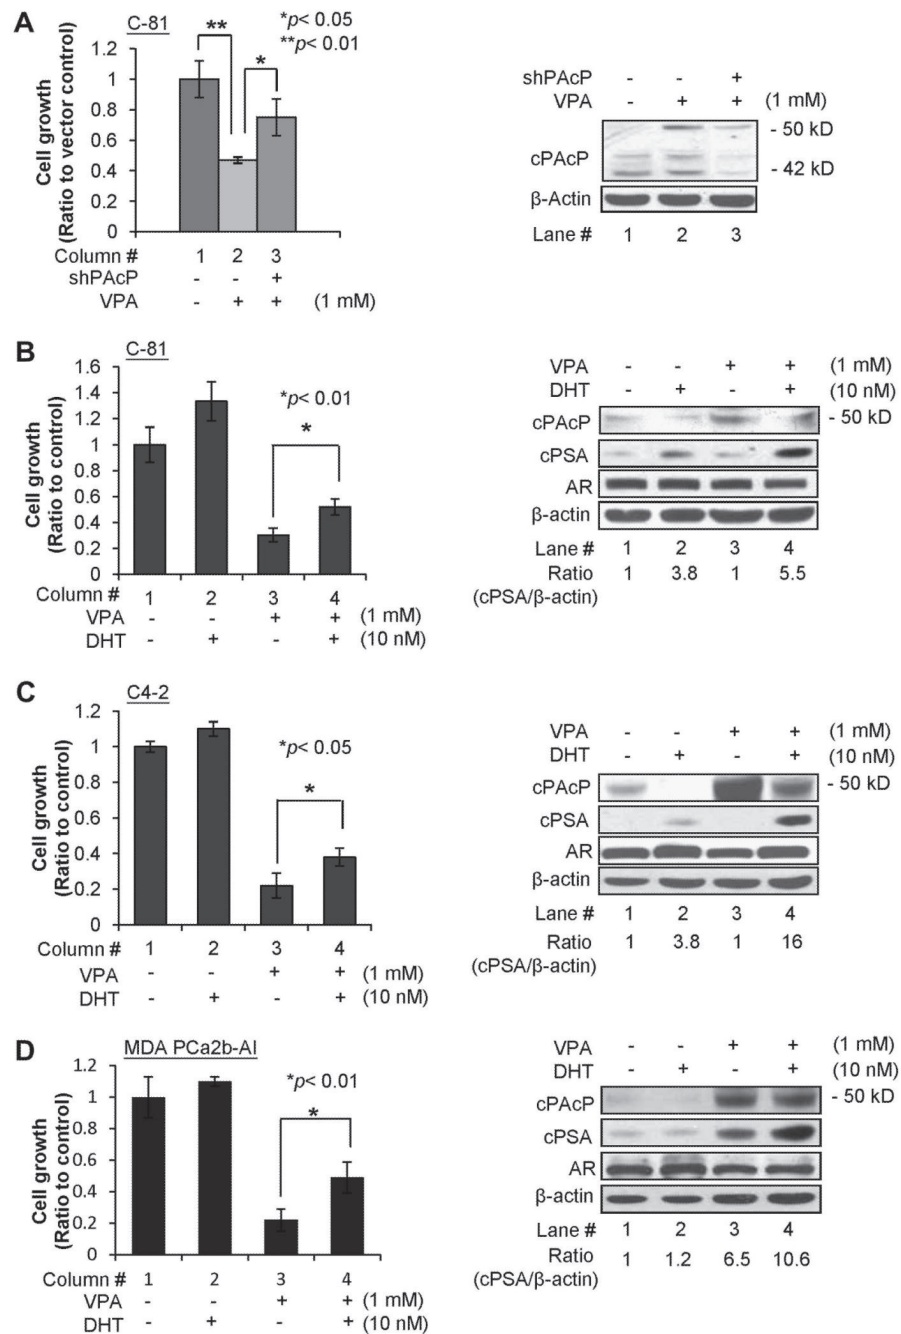 A
C-81
*p< 0.05
**p< 0.01
Cell growth
(Ratio to vector control)
1.2
1
0.8
0.6
0.4
0.2
0
**
*
Column # 1 2 3
shPAcP - - +
VPA - + + (1 mM)
shPAcP - - +
VPA - + + (1 mM)
cPAcP
- 50 kD
- 42 kD
β-Actin
Lane # 1 2 3
B
C-81
Cell growth
(Ratio to control)
1.6
1.4
1.2
1
0.8
0.6
0.4
0.2
0
*p< 0.01
*
Column # 1 2 3 4
VPA - - + + (1 mM)
DHT - + - + (10 nM)
VPA - - + + (1 mM)
DHT - + - + (10 nM)
cPAcP - 50 kD
cPSA
AR
β-actin
Lane # 1 2 3 4
Ratio 1 3.8 1 5.5
(cPSA/β-actin)
C
C4-2
Cell growth
(Ratio to control)
1.2
1
0.8
0.6
0.4
0.2
0
*p< 0.05
*
Column # 1 2 3 4
VPA - - + + (1 mM)
DHT - + - + (10 nM)
VPA - - + + (1 mM)
DHT - + - + (10 nM)
cPAcP - 50 kD
cPSA
AR
β-actin
Lane # 1 2 3 4
Ratio 1 3.8 1 16
(cPSA/β-actin)
D
MDA PCa2b-AI
Cell growth
(Ratio to control)
1.2
1
0.8
0.6
0.4
0.2
0
*p< 0.01
*
Column # 1 2 3 4
VPA - - + + (1 mM)
DHT - + - + (10 nM)
VPA - - + + (1 mM)
DHT - + - + (10 nM)
cPAcP - 50 kD
cPSA
AR
β-actin
Lane # 1 2 3 4
Ratio 1 1.2 6.5 10.6
(cPSA/β-actin)